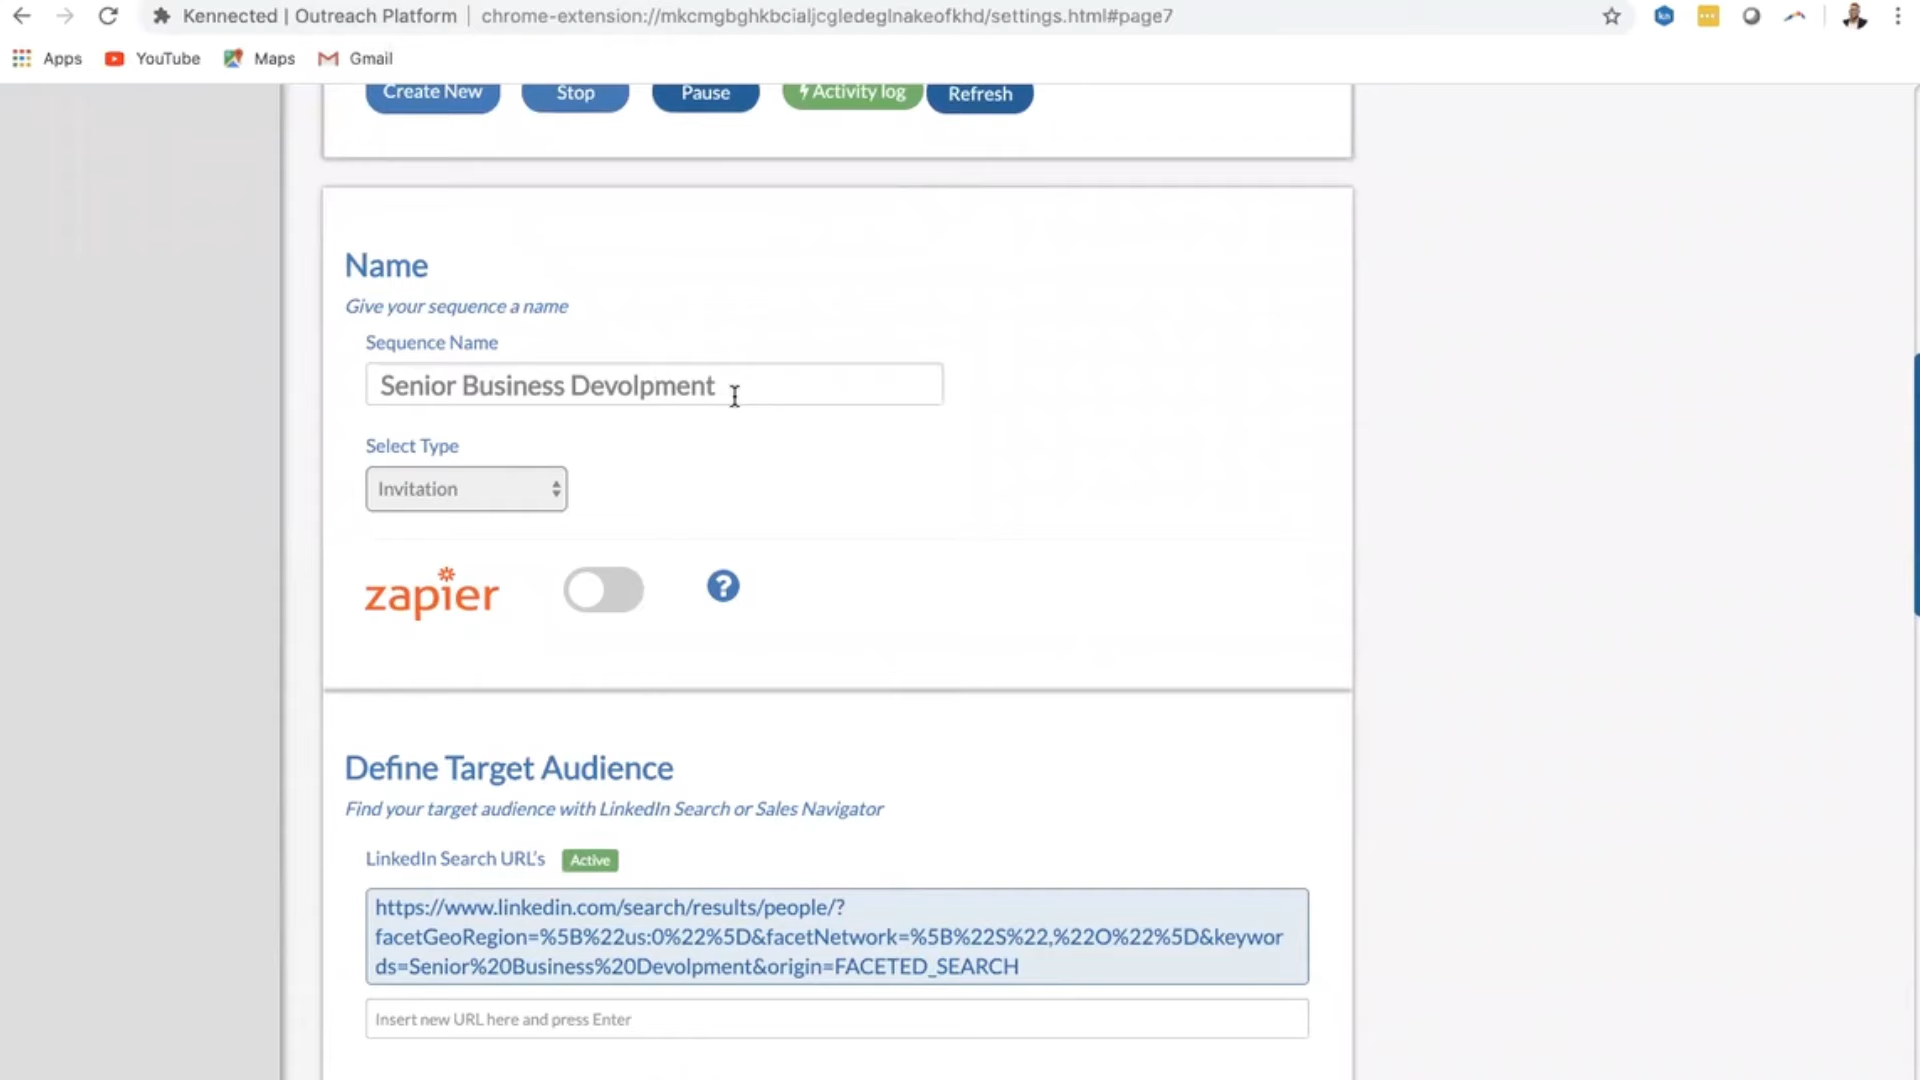 Kennected | Outreach Platform | chrome-extension://mkcmgbghkbcialjcgledeglnakeofkhd/settings.html#page7
Apps YouTube Maps Gmail
Create New Stop Pause Activity log Refresh
Name
Give your sequence a name
Sequence Name
Senior Business Devolpment
Select Type
Invitation
zapier ?
Define Target Audience
Find your target audience with LinkedIn Search or Sales Navigator
LinkedIn Search URL's Active
https://www.linkedin.com/search/results/people/?
facetGeoRegion=%5B%22us:0%22%5D&facetNetwork=%5B%22S%22,%22O%22%5D&keywor
ds=Senior%20Business%20Devolpment&origin=FACETED_SEARCH
Insert new URL here and press Enter